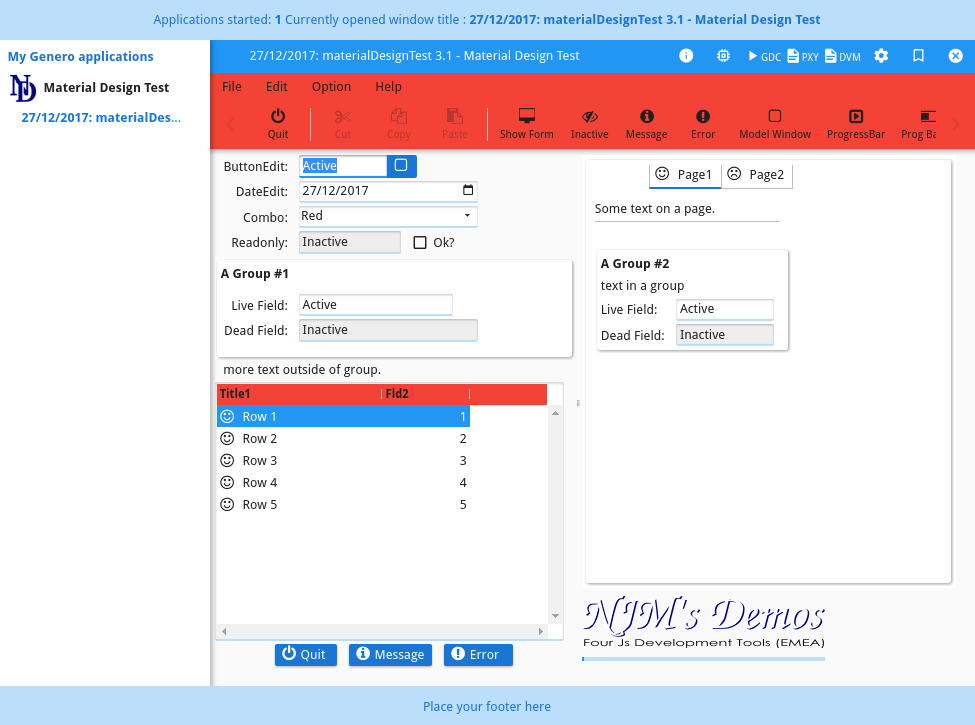 Applications started: 1 Currently opened window title : 27/12/2017: materialDesignTest 3.1 - Material Design Test
My Genero applications
Material Design Test
27/12/2017: materialDes...
27/12/2017: materialDesignTest 3.1 - Material Design Test
GDC PXY DVM
File Edit Option Help
Quit Cut Copy Paste Show Form Inactive Message Error Model Window ProgressBar Prog Ba
ButtonEdit: Active
DateEdit: 27/12/2017
Combo: Red
Readonly: Inactive Ok?
A Group #1
Live Field: Active
Dead Field: Inactive
more text outside of group.
Title1 Fld2
Row 1 1
Row 2 2
Row 3 3
Row 4 4
Row 5 5
Quit Message Error
Page1 Page2
Some text on a page.
A Group #2
text in a group
Live Field: Active
Dead Field: Inactive
NJM's Demos
Four Js Development Tools (EMEA)
Place your footer here